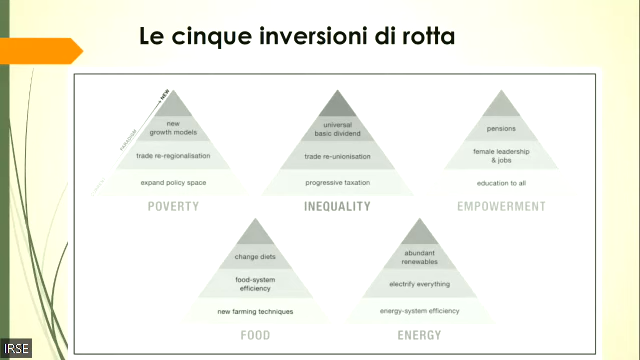 Le cinque inversioni di rotta
NEW
PARADIGM
new
growth models
trade re-regionalisation
expand policy space
POVERTY
universal
basic dividend
trade re-unionisation
progressive taxation
INEQUALITY
pensions
female leadership
& jobs
education to all
EMPOWERMENT
change diets
food-system
efficiency
new farming techniques
FOOD
abundant
renewables
electrify everything
energy-system efficiency
ENERGY
IRSE